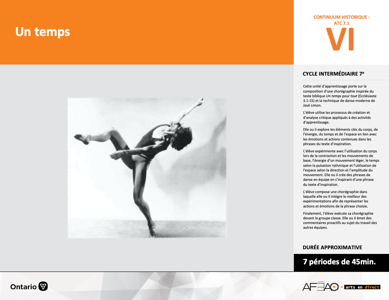 Un temps
CONTINUUM HISTORIQUE :
ATC 7.1
VI
CYCLE INTERMÉDIAIRE 7e
Cette unité d'apprentissage porte sur la
composition d'une chorégraphie inspirée du
texte biblique Un temps pour tout (Ecclésiaste
3.1-15) et la technique de danse moderne de
José Limon.
L'élève utilise les processus de création et
d'analyse critique appliqués à des activités
d'apprentissage.
Elle ou il explore les éléments clés du corps, de
l'énergie, du temps et de l'espace en lien avec
les émotions et actions contenues dans les
phrases du texte d'inspiration.
L'élève expérimente avec l'utilisation du corps
lors de la contraction et les mouvements de
base, l'énergie d'un mouvement léger, le temps
selon la pulsation rythmique et l'utilisation de
l'espace selon la direction et l'amplitude du
mouvement. Elle ou il crée des phrases de
danse en équipe en s'inspirant d'une phrase
du texte d'inspiration.
L'élève compose une chorégraphie dans
laquelle elle ou il intègre le meilleur des
expérimentations afin de représenter les
actions et émotions de la phrase choisie.
Finalement, l'élève exécute sa chorégraphie
devant le groupe classe. Elle ou il émet des
commentaires proactifs au sujet du travail des
autres équipes.
DURÉE APPROXIMATIVE
7 périodes de 45min.
Ontario
AFEAO
arts en direct